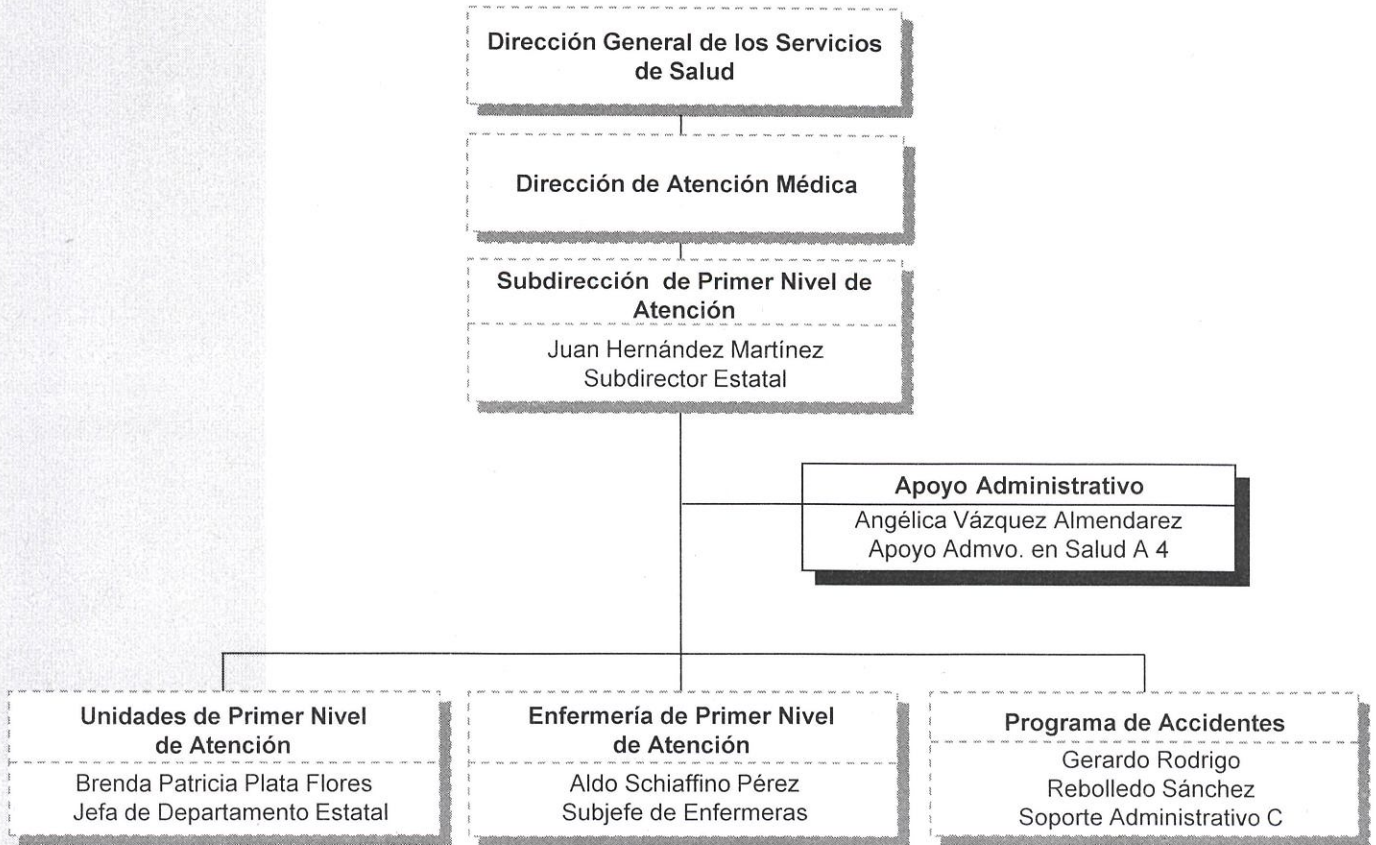 Dirección General de los Servicios
de Salud
Dirección de Atención Médica
Subdirección de Primer Nivel de
Atención
Juan Hernández Martínez
Subdirector Estatal
Apoyo Administrativo
Angélica Vázquez Almendarez
Apoyo Admvo. en Salud A 4
Unidades de Primer Nivel
de Atención
Brenda Patricia Plata Flores
Jefa de Departamento Estatal
Enfermería de Primer Nivel
de Atención
Aldo Schiaffino Pérez
Subjefe de Enfermeras
Programa de Accidentes
Gerardo Rodrigo
Rebolledo Sánchez
Soporte Administrativo C